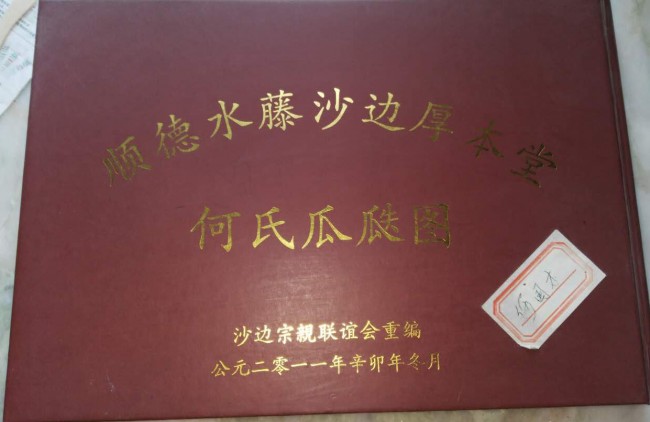 顺德水藤沙边厚本堂
何氏瓜瓞图
沙边宗親联谊会重编
公元二零一一年辛卯年冬月